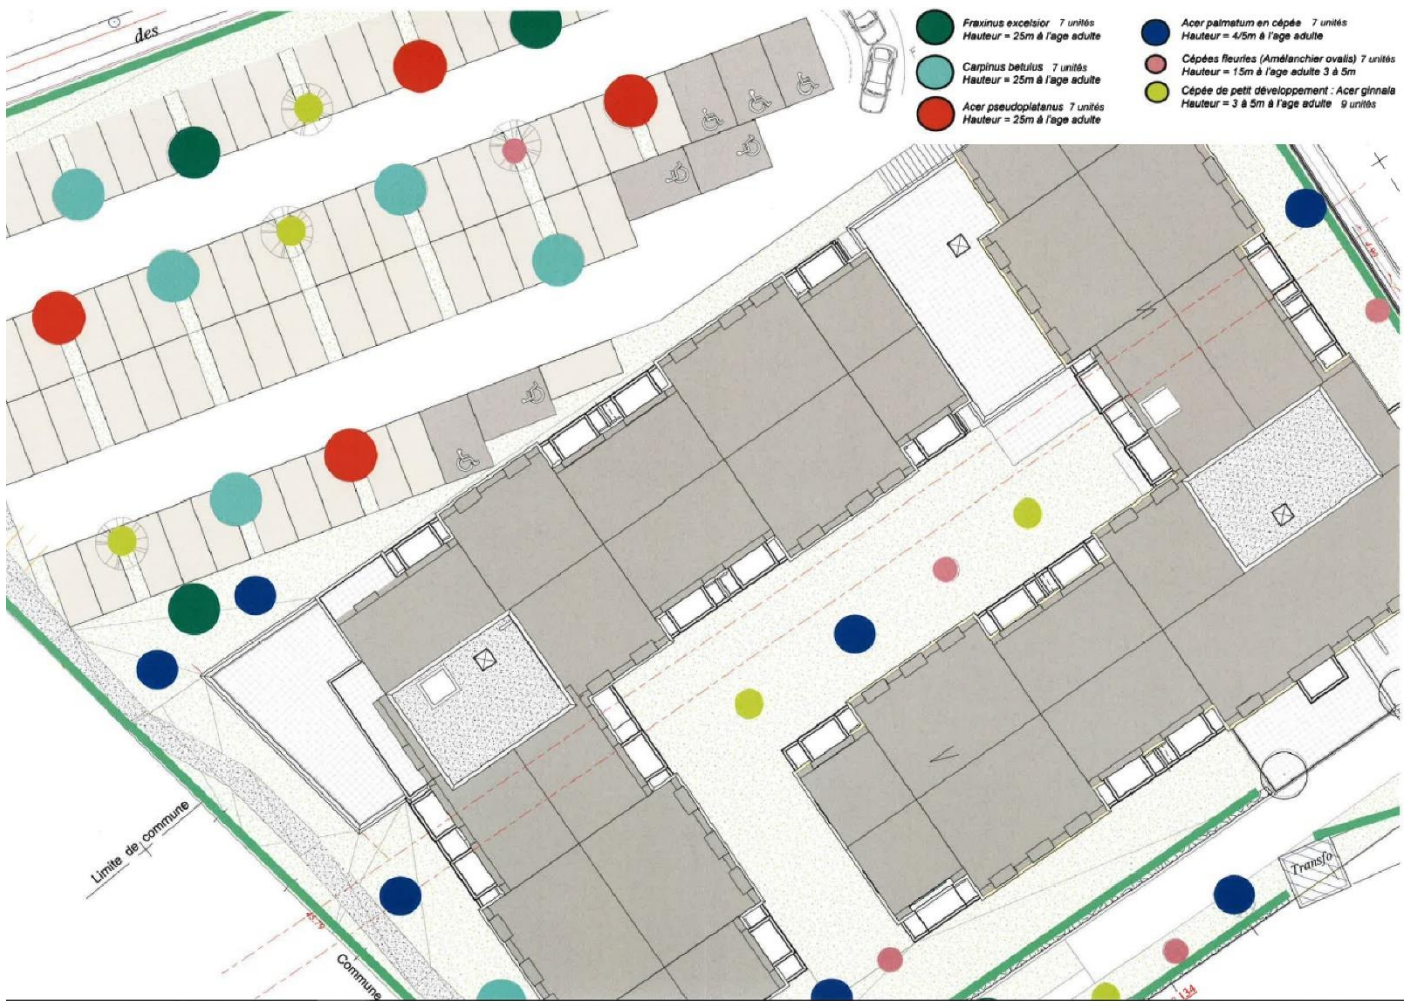 des
Fraxinus excelsior 7 unités
Hauteur = 25m à l'age adulte
Carpinus betulus 7 unités
Hauteur = 25m à l'age adulte
Acer pseudoplatanus 7 unités
Hauteur = 25m à l'age adulte
Acer palmatum en cépée 7 unités
Hauteur = 4/5m à l'age adulte
Cépées fleuries (Amélanchier ovalis) 7 unités
Hauteur = 15m à l'age adulte 3 à 5m
Cépée de petit développement : Acer ginnala
Hauteur = 3 à 5m à l'age adulte 9 unités
Limite de commune
Commune
Transfo
134